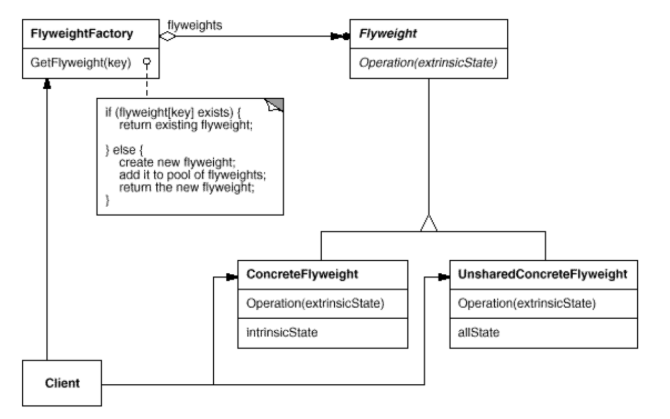 FlyweightFactory
GetFlyweight(key)
flyweights
Flyweight
Operation(extrinsicState)
if (flyweight[key] exists) {
return existing flyweight;
} else {
create new flyweight;
add it to pool of flyweights;
return the new flyweight;
}
ConcreteFlyweight
Operation(extrinsicState)
intrinsicState
UnsharedConcreteFlyweight
Operation(extrinsicState)
allState
Client